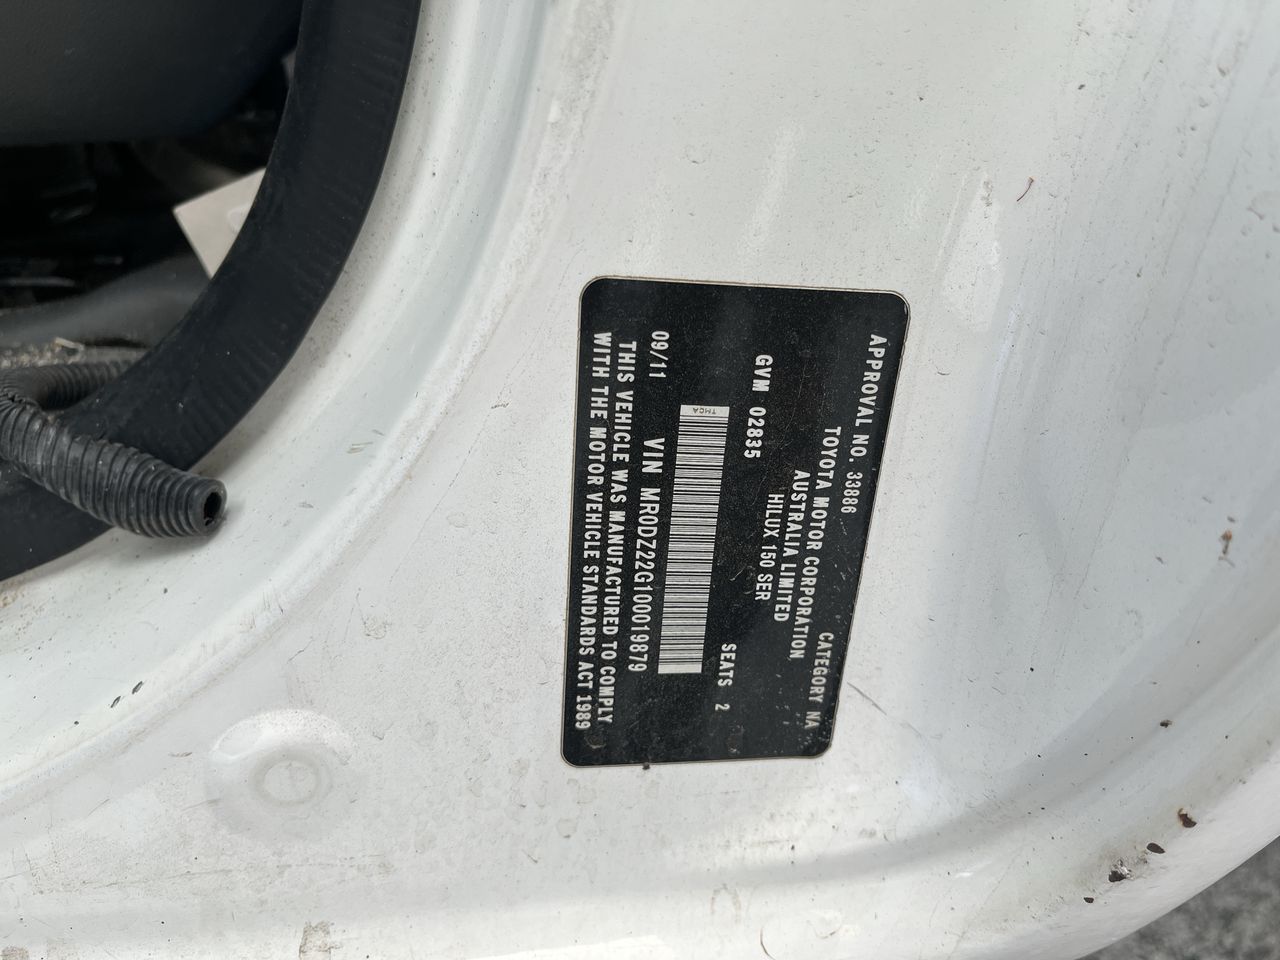 APPROVAL NO. 33886 CATEGORY NA
TOYOTA MOTOR CORPORATION
AUSTRALIA LIMITED
HILUX 150 SER
GVM 02835 SEATS 2
TMCA
09/11 VIN MR0DZ22G100019879
THIS VEHICLE WAS MANUFACTURED TO COMPLY
WITH THE MOTOR VEHICLE STANDARDS ACT 1989